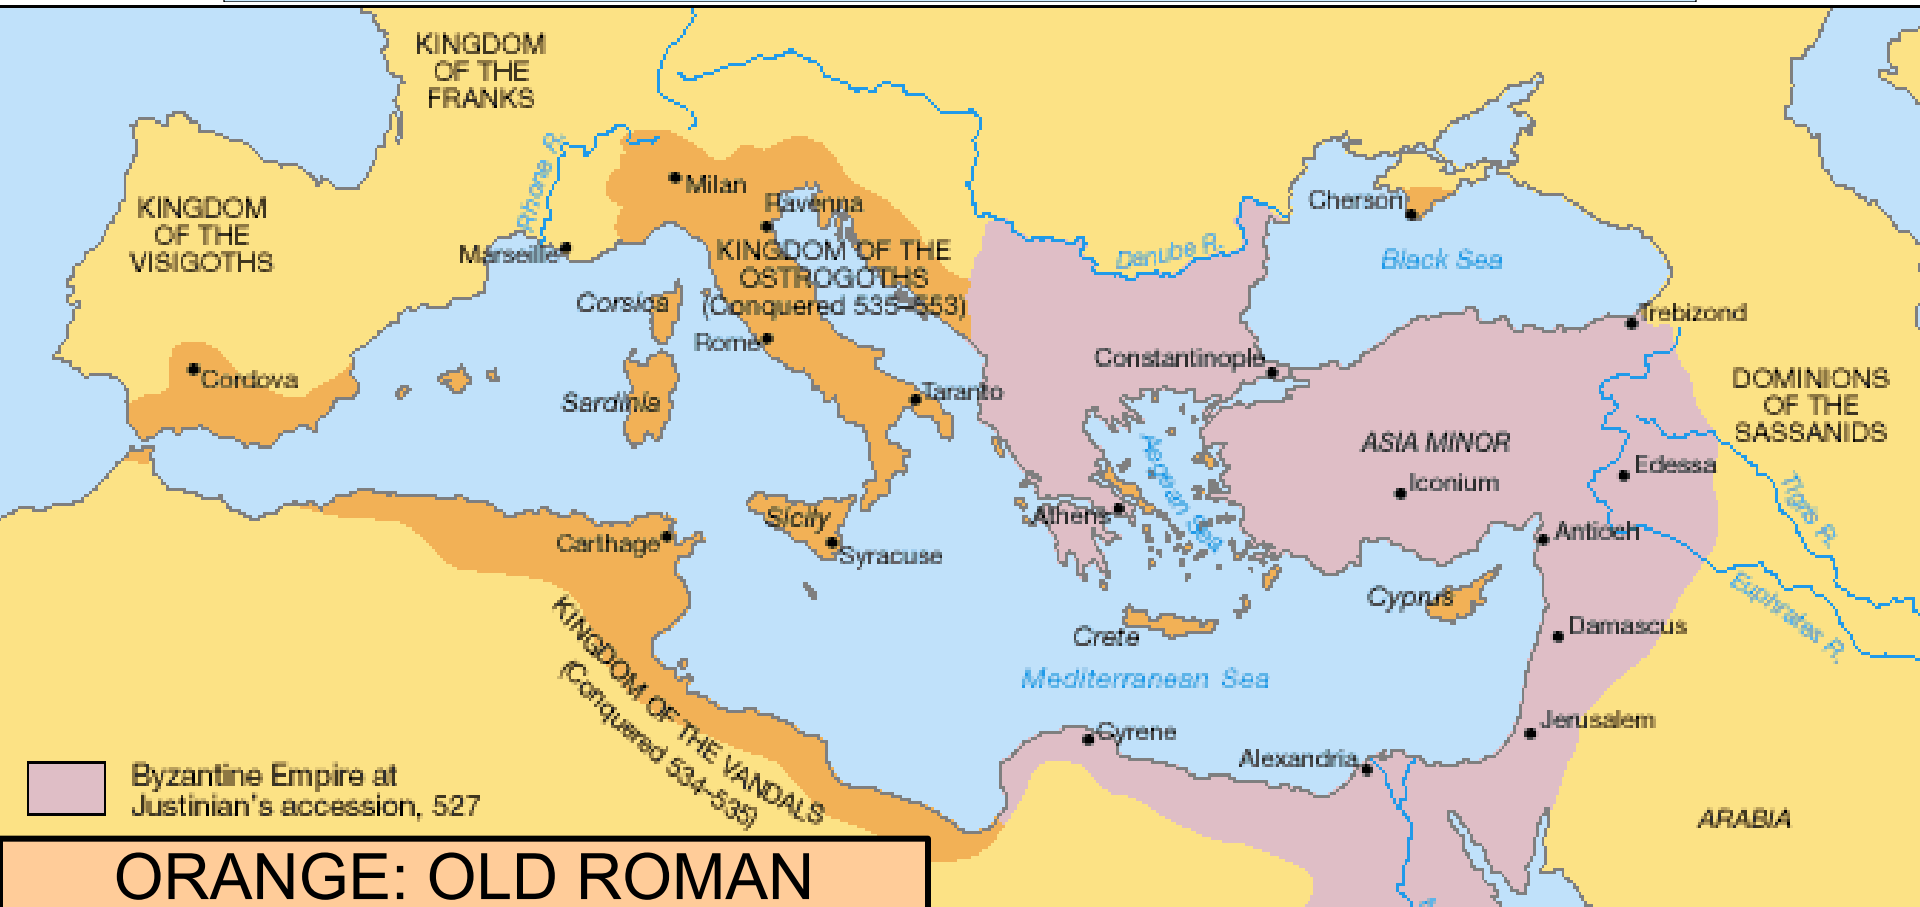 KINGDOM
OF THE
FRANKS
KINGDOM
OF THE
VISIGOTHS
Rhone R.
Milan
Ravenna
Marseille
KINGDOM OF THE
OSTROGOTHS
(Conquered 535–553)
Corsica
Rome
Cordova
Sardinia
Taranto
Cherson
Danube R.
Black Sea
Trebizond
Constantinople
DOMINIONS
OF THE
SASSANIDS
ASIA MINOR
Aegean Sea
Edessa
Iconium
Tigris R.
Sicily
Athens
Antioch
Carthage
Syracuse
Cyprus
Euphrates R.
Crete
Damascus
KINGDOM OF THE VANDALS
(Conquered 534–535)
Mediterranean Sea
Cyrene
Jerusalem
Alexandria
Byzantine Empire at
Justinian's accession, 527
ARABIA
ORANGE: OLD ROMAN